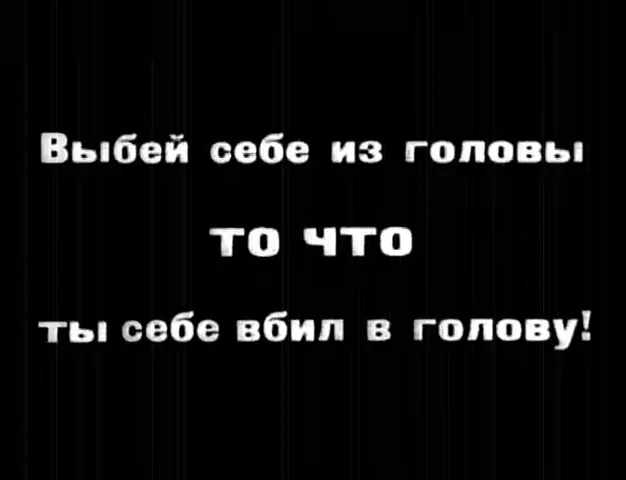 Выбей себе из головы
то что
ты себе вбил в голову!